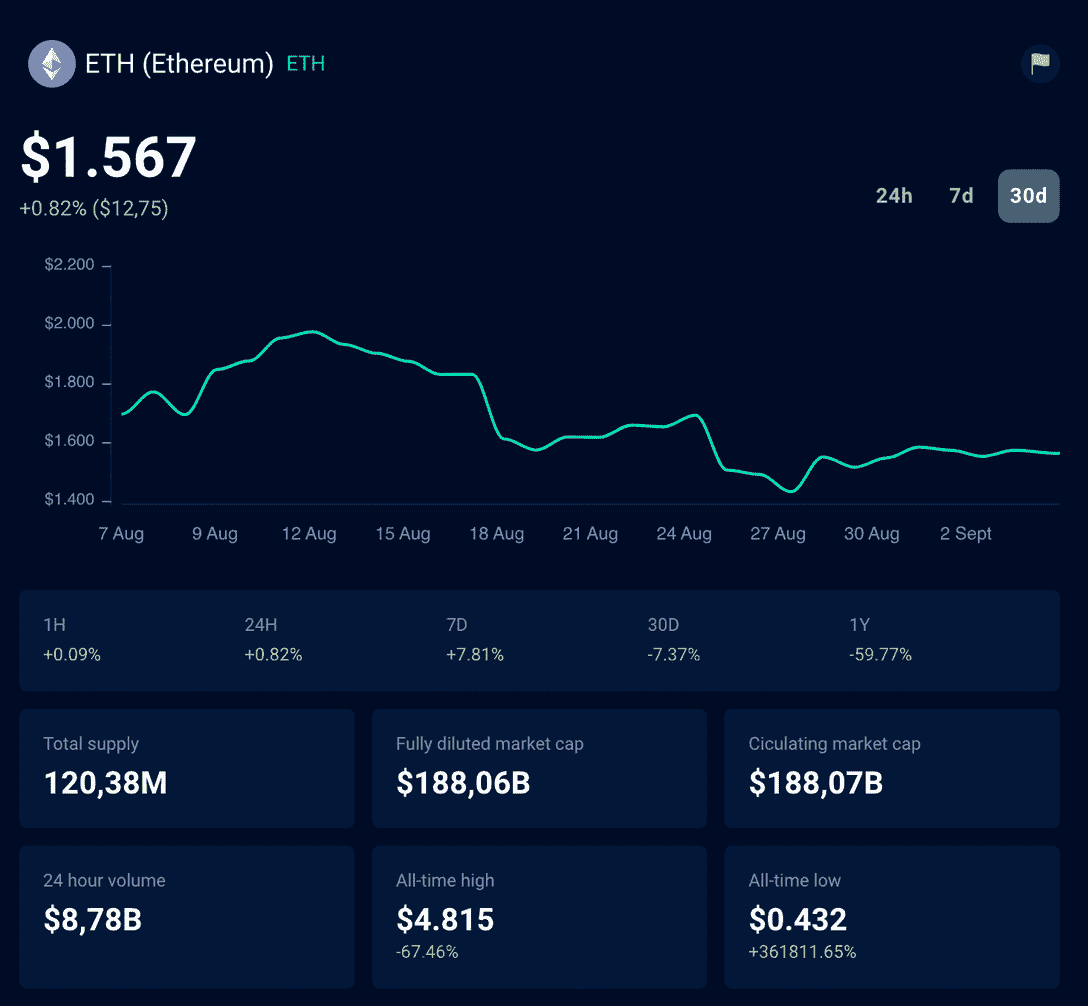 ETH (Ethereum) ETH
$1.567
+0.82% ($12,75)
24h 7d 30d
$2.200
$2.000
$1.800
$1.600
$1.400
7 Aug 9 Aug 12 Aug 15 Aug 18 Aug 21 Aug 24 Aug 27 Aug 30 Aug 2 Sept
1H 24H 7D 30D 1Y
+0.09% +0.82% +7.81% -7.37% -59.77%
Total supply
120,38M
Fully diluted market cap
$188,06B
Ciculating market cap
$188,07B
24 hour volume
$8,78B
All-time high
$4.815
-67.46%
All-time low
$0.432
+361811.65%